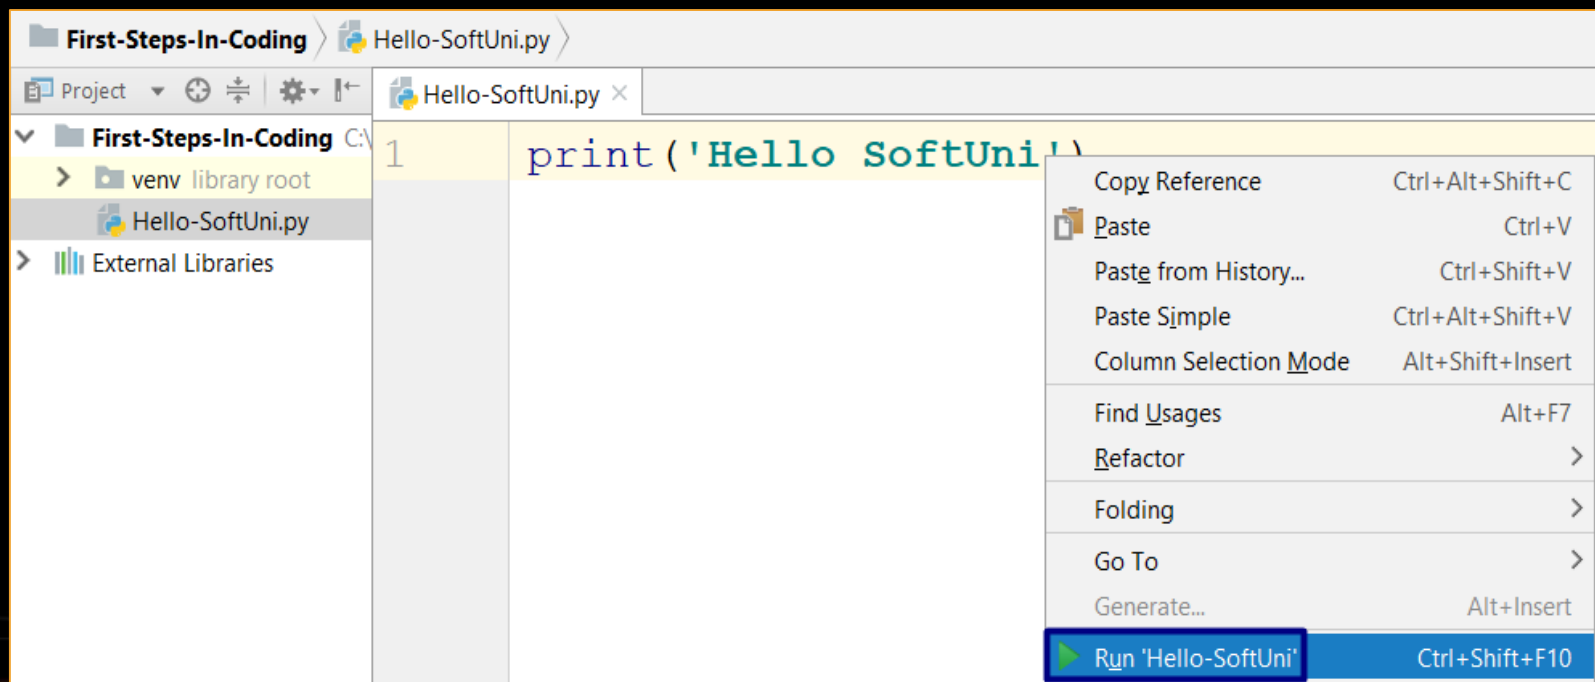 First-Steps-In-Coding Hello-SoftUni.py
Project
Hello-SoftUni.py
First-Steps-In-Coding C:\
venv library root
Hello-SoftUni.py
External Libraries
1 print('Hello SoftUni')
Copy Reference Ctrl+Alt+Shift+C
Paste Ctrl+V
Paste from History... Ctrl+Shift+V
Paste Simple Ctrl+Alt+Shift+V
Column Selection Mode Alt+Shift+Insert
Find Usages Alt+F7
Refactor
Folding
Go To
Generate... Alt+Insert
Run 'Hello-SoftUni' Ctrl+Shift+F10